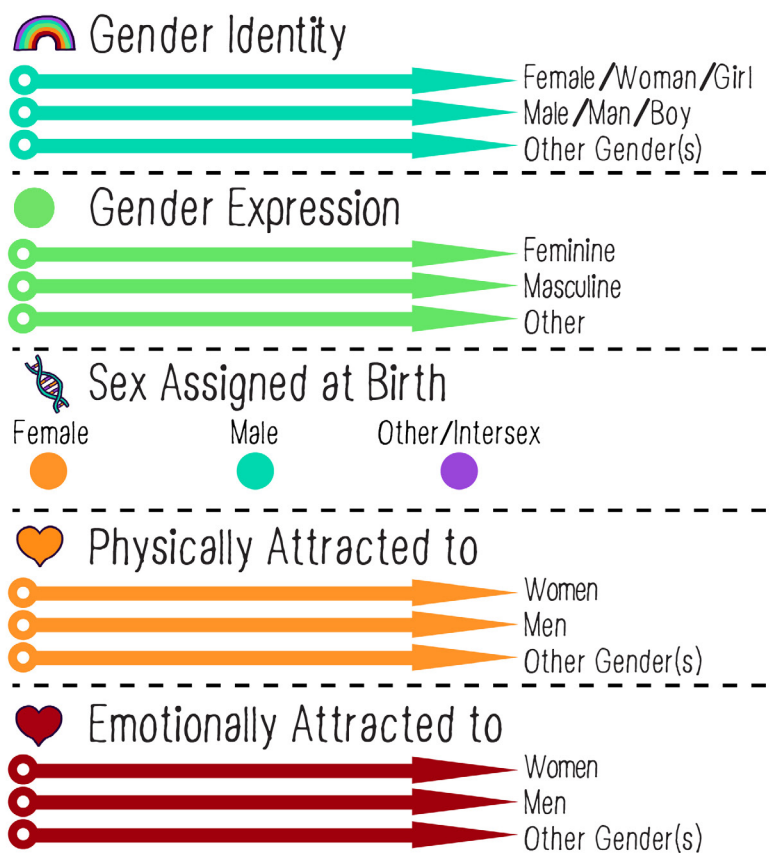 Gender Identity
Female/Woman/Girl
Male/Man/Boy
Other Gender(s)
Gender Expression
Feminine
Masculine
Other
Sex Assigned at Birth
Female Male Other/Intersex
Physically Attracted to
Women
Men
Other Gender(s)
Emotionally Attracted to
Women
Men
Other Gender(s)